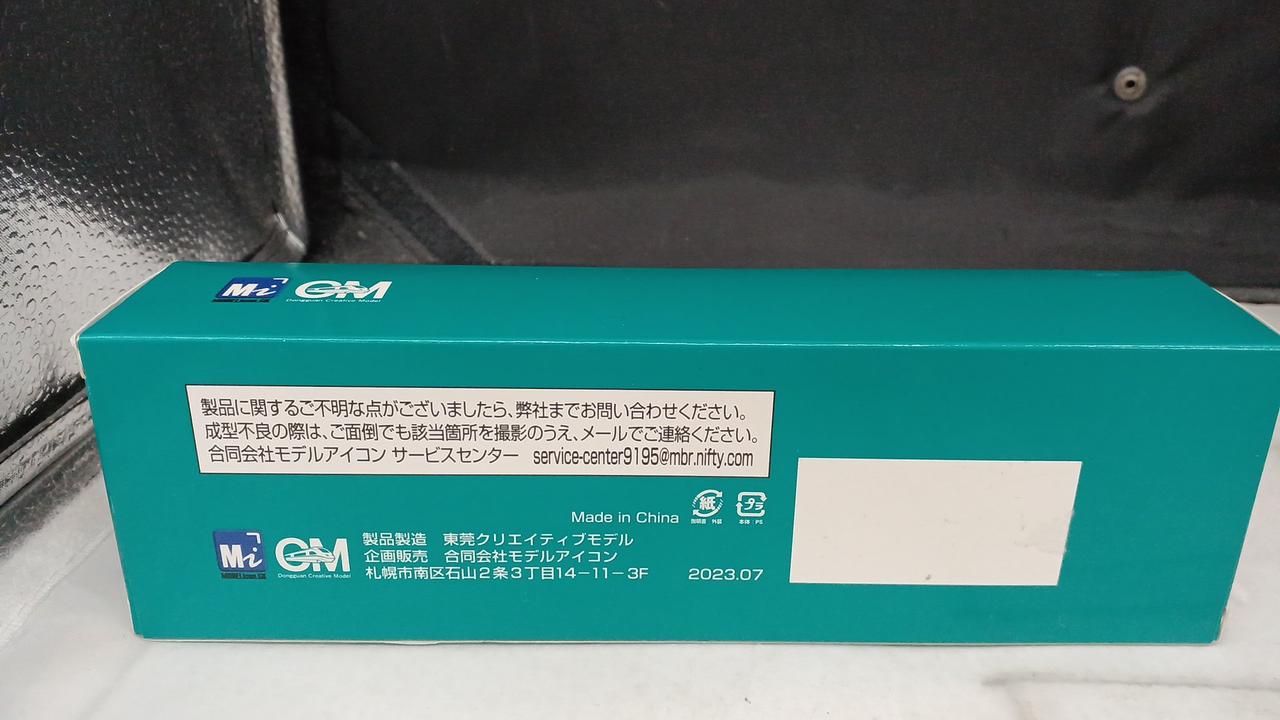 Mi
CM
Dongguan Creative Model
製品に関するご不明な点がございましたら、弊社までお問い合わせください。
成型不良の際は、ご面倒でも該当箇所を撮影のうえ、メールでご連絡ください。
合同会社モデルアイコン サービスセンター service-center9195@mbr.nifty.com
Made in China
紙
説明書 外装
プラ
本体:PS
Mi
CM
Dongguan Creative Model
製品製造 東莞クリエイティブモデル
企画販売 合同会社モデルアイコン
札幌市南区石山2条3丁目14-11-3F 2023.07